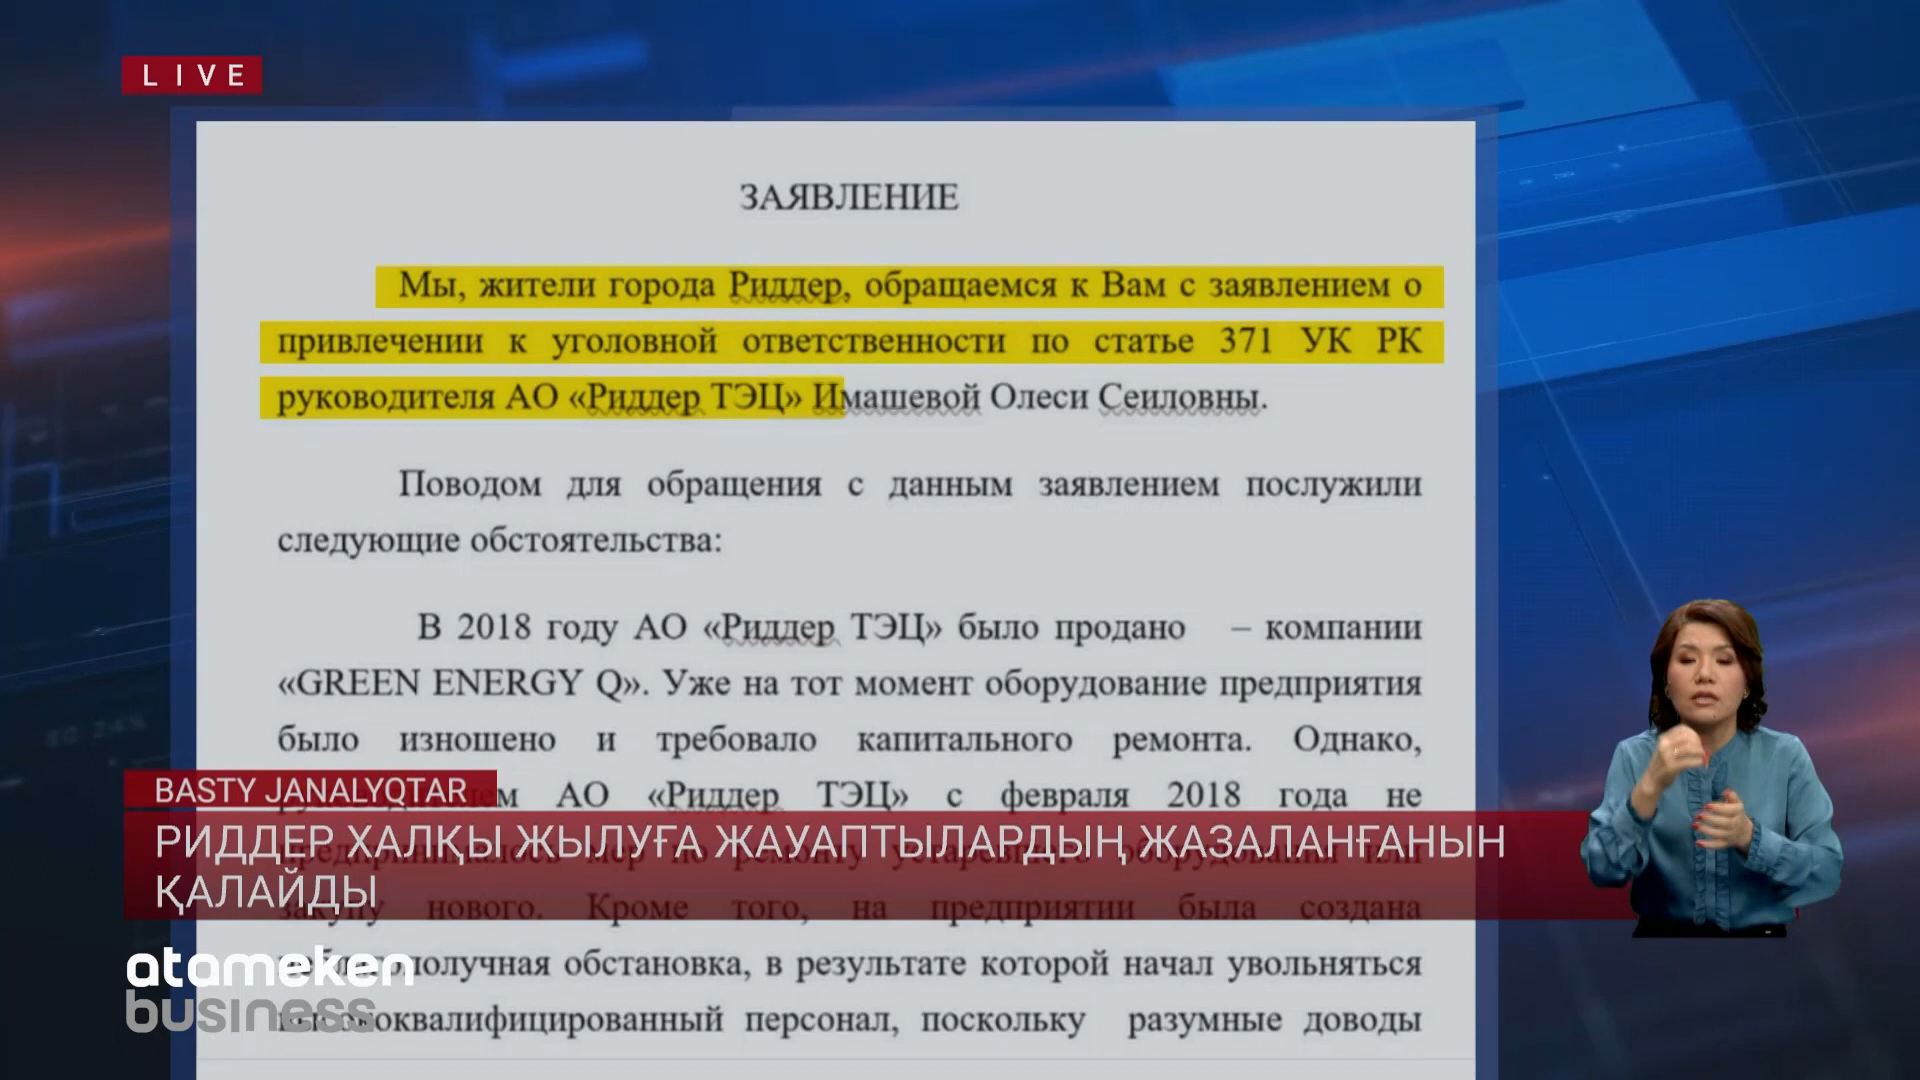 LIVE
ЗАЯВЛЕНИЕ
Мы, жители города Риддер, обращаемся к Вам с заявлением о
привлечении к уголовной ответственности по статье 371 УК РК
руководителя АО «Риддер ТЭЦ» Имашевой Олеси Сеиловны.
Поводом для обращения с данным заявлением послужили
следующие обстоятельства:
В 2018 году АО «Риддер ТЭЦ» было продано – компании
«GREEN ENERGY Q». Уже на тот момент оборудование предприятия
было изношено и требовало капитального ремонта. Однако,
АО «Риддер ТЭЦ» с февраля 2018 года не
BASTY JANALYQTAR
РИДДЕР ХАЛҚЫ ЖЫЛУҒА ЖАУАПТЫЛАРДЫҢ ЖАЗАЛАНҒАНЫН
ҚАЛАЙДЫ
закупу нового. Кроме того, на предприятии была создана
обстановка, в результате которой начал увольняться
персонал, поскольку разумные доводы
atameken
business